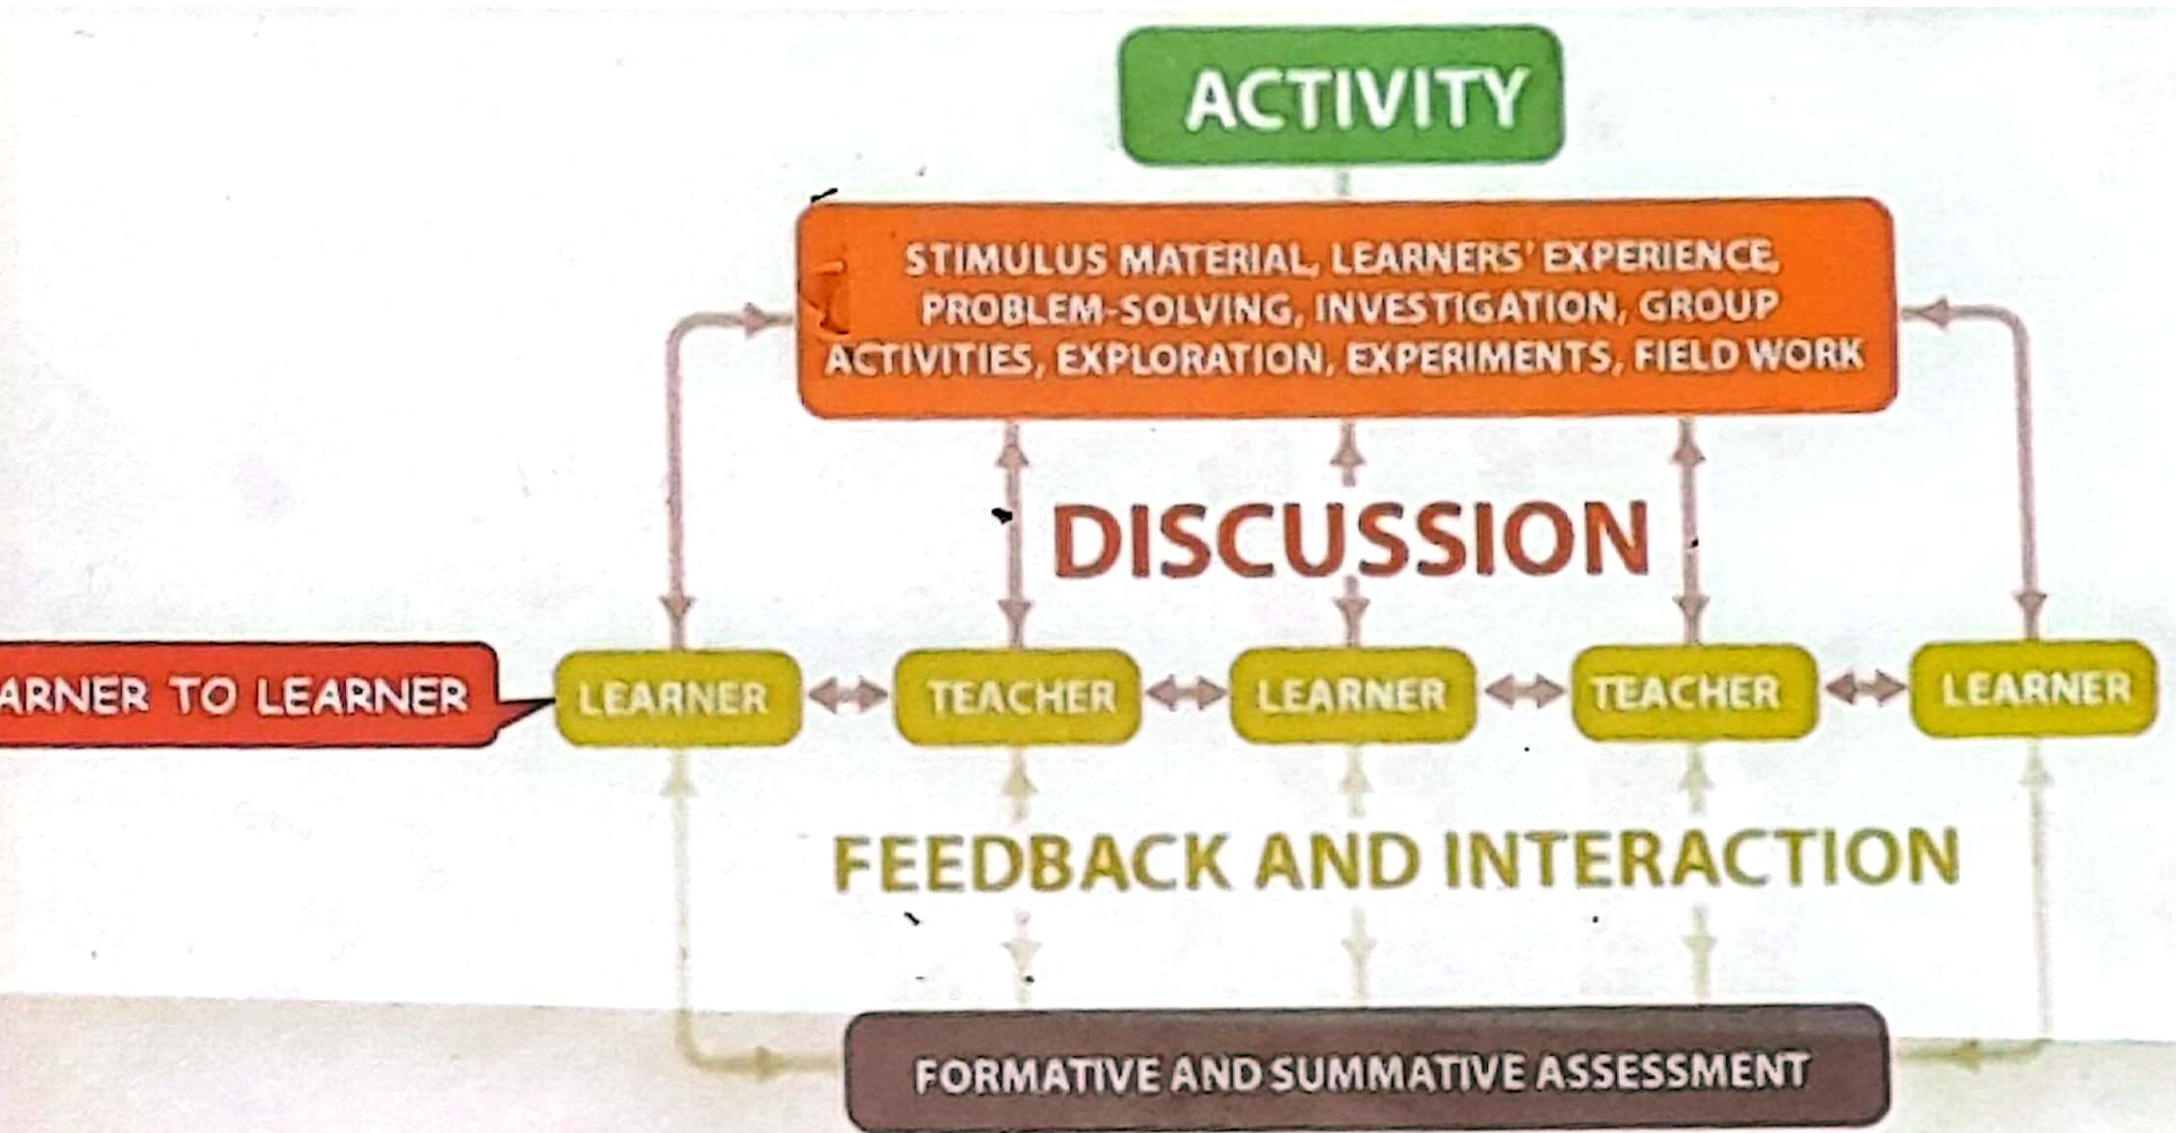 ACTIVITY
STIMULUS MATERIAL, LEARNERS' EXPERIENCE,
PROBLEM-SOLVING, INVESTIGATION, GROUP
ACTIVITIES, EXPLORATION, EXPERIMENTS, FIELD WORK
DISCUSSION
ARNER TO LEARNER
LEARNER TEACHER LEARNER TEACHER LEARNER
FEEDBACK AND INTERACTION
FORMATIVE AND SUMMATIVE ASSESSMENT